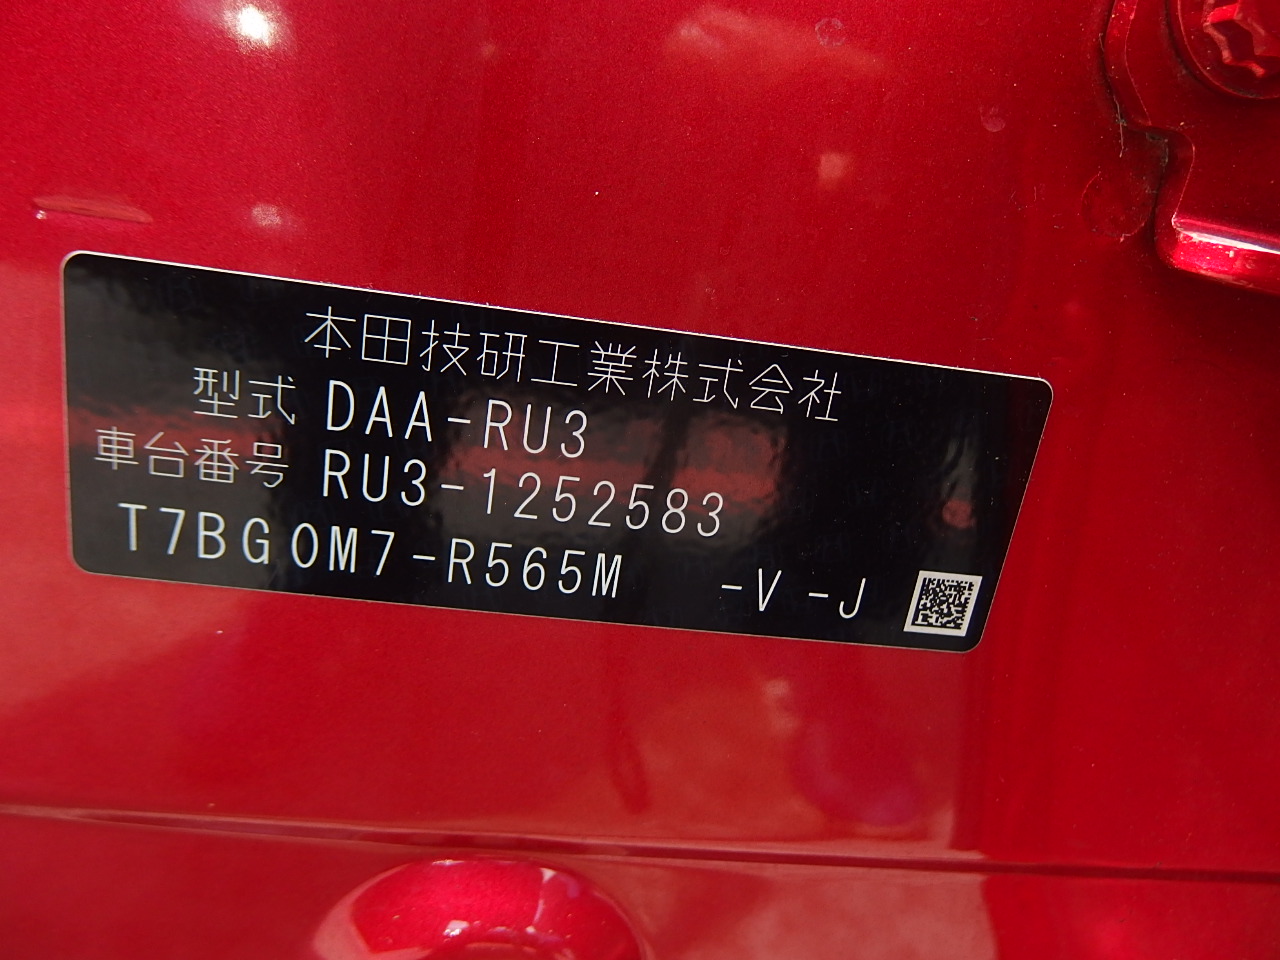 本田技研工業株式会社
型式 DAA-RU3
車台番号 RU3-1252583
T7BG0M7-R565M -V -J